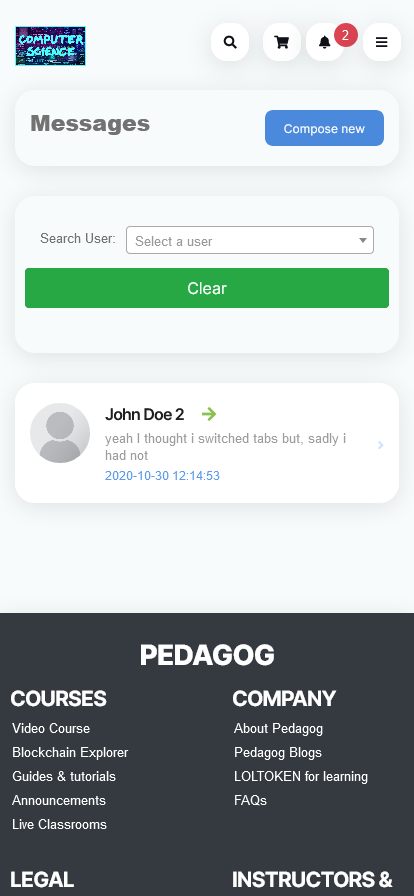 COMPUTER
SCIENCE
2
Messages
Compose new
Search User:
Select a user
Clear
John Doe 2
yeah I thought i switched tabs but, sadly i
had not
2020-10-30 12:14:53
PEDAGOG
COURSES
Video Course
Blockchain Explorer
Guides & tutorials
Announcements
Live Classrooms
COMPANY
About Pedagog
Pedagog Blogs
LOLTOKEN for learning
FAQs
LEGAL
INSTRUCTORS &